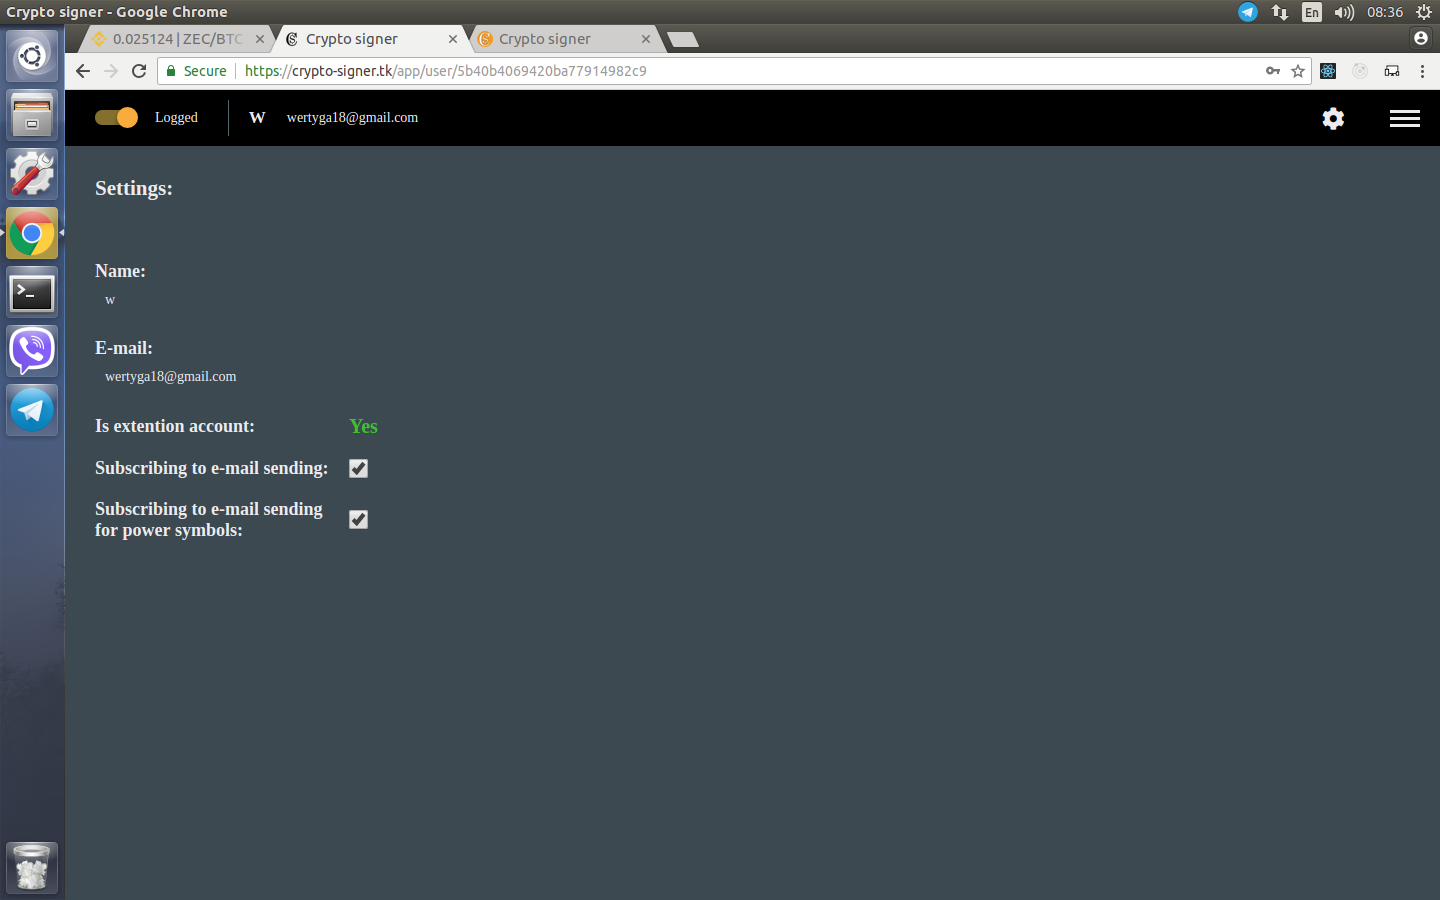 Crypto signer - Google Chrome
En
08:36
0.025124 | ZEC/BTC
Crypto signer
Crypto signer
Secure
https://crypto-signer.tk/app/user/5b40b4069420ba77914982c9
Logged
W
wertyga18@gmail.com
Settings:
Name:
w
E-mail:
wertyga18@gmail.com
Is extention account:
Yes
Subscribing to e-mail sending:
Subscribing to e-mail sending
for power symbols: